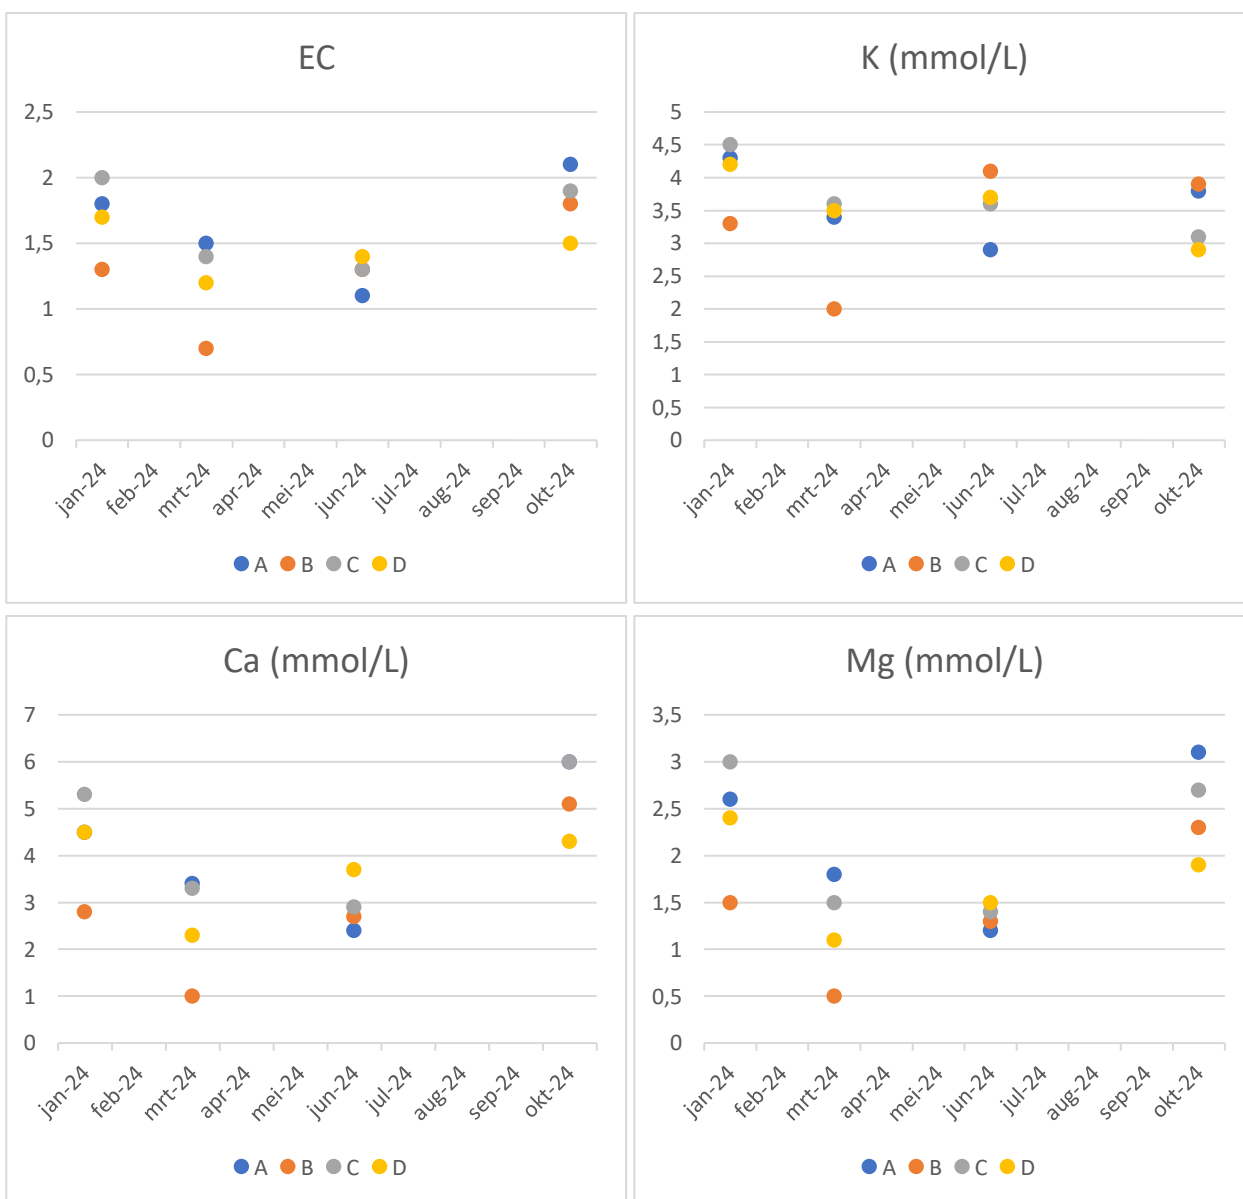 EC
2,5
2
1,5
1
0,5
0
jan-24
feb-24
mrt-24
apr-24
mei-24
jun-24
jul-24
aug-24
sep-24
okt-24
A B C D
K (mmol/L)
5
4,5
4
3,5
3
2,5
2
1,5
1
0,5
0
jan-24
feb-24
mrt-24
apr-24
mei-24
jun-24
jul-24
aug-24
sep-24
okt-24
A B C D
Ca (mmol/L)
7
6
5
4
3
2
1
0
jan-24
feb-24
mrt-24
apr-24
mei-24
jun-24
jul-24
aug-24
sep-24
okt-24
A B C D
Mg (mmol/L)
3,5
3
2,5
2
1,5
1
0,5
0
jan-24
feb-24
mrt-24
apr-24
mei-24
jun-24
jul-24
aug-24
sep-24
okt-24
A B C D